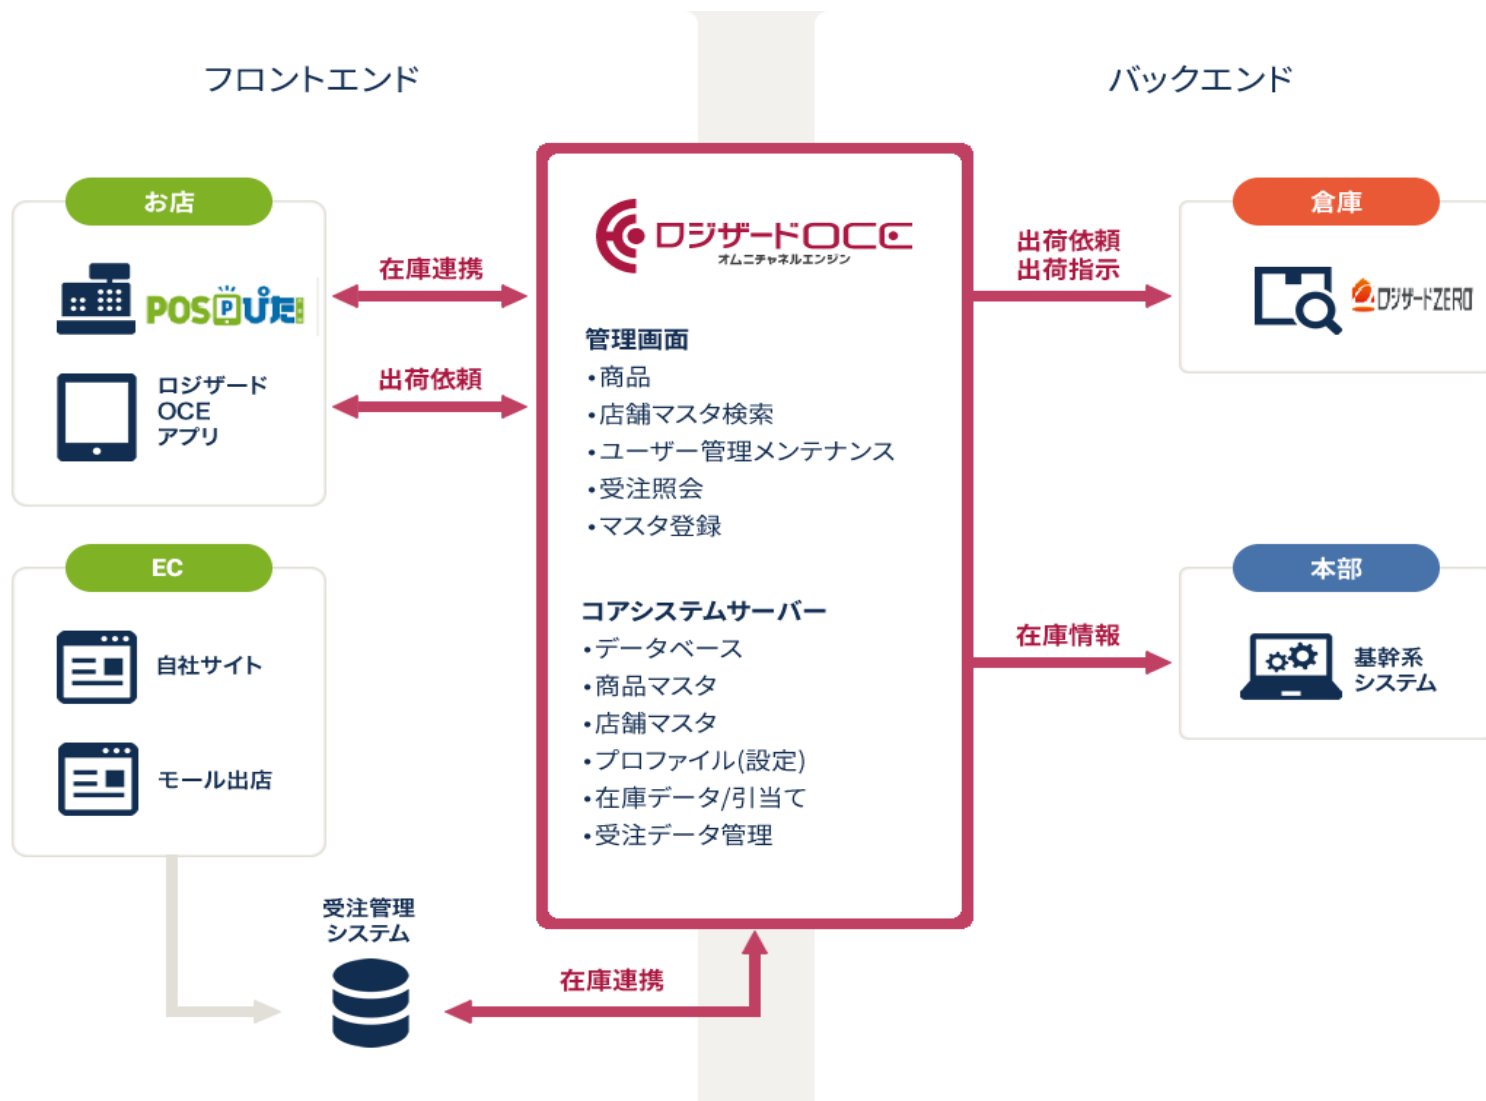 フロントエンド
バックエンド
お店
POSぴた
ロジザード
OCE
アプリ
在庫連携
出荷依頼
EC
自社サイト
モール出店
受注管理
システム
在庫連携
ロジザードOCE
オムニチャネルエンジン
管理画面
・商品
・店舗マスタ検索
・ユーザー管理メンテナンス
・受注照会
・マスタ登録
コアシステムサーバー
・データベース
・商品マスタ
・店舗マスタ
・プロファイル(設定)
・在庫データ/引当て
・受注データ管理
出荷依頼
出荷指示
倉庫
ロジザードZERO
在庫情報
本部
基幹系
システム